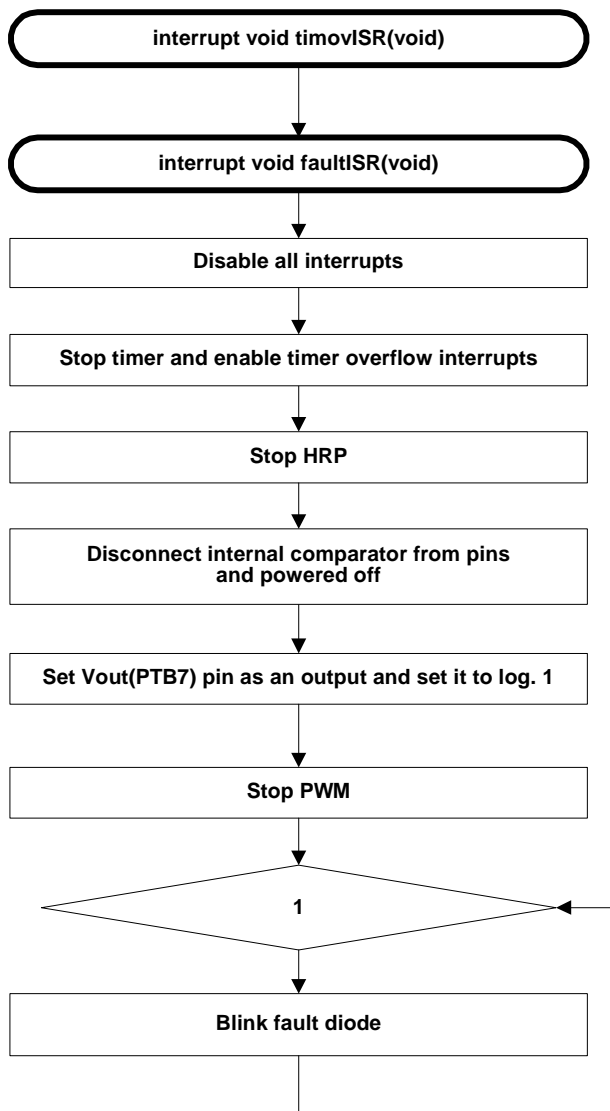 interrupt void timovISR(void)
interrupt void faultISR(void)
Disable all interrupts
Stop timer and enable timer overflow interrupts
Stop HRP
Disconnect internal comparator from pins
and powered off
Set Vout(PTB7) pin as an output and set it to log. 1
Stop PWM
1
Blink fault diode